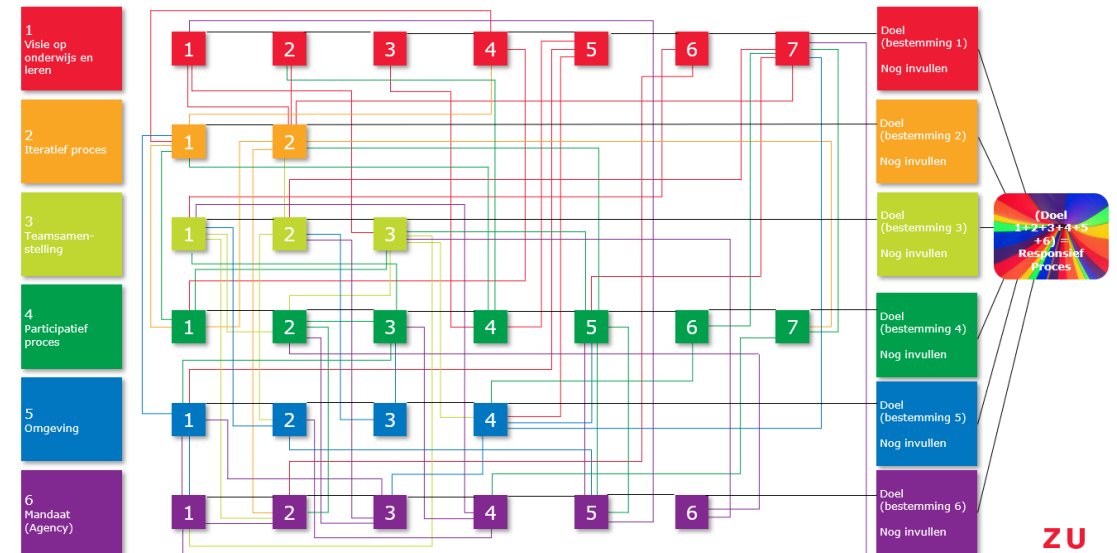 1
Visie op
onderwijs en
leren
1 2 3 4 5 6 7
Doel
(bestemming 1)
Nog invullen
2
Iteratief proces
1 2
Doel
(bestemming 2)
Nog invullen
3
Teamsamen-
stelling
1 2 3
Doel
(bestemming 3)
Nog invullen
(Doel
1+2+3+4+5
+6) =
Responsief
Proces
4
Participatief
proces
1 2 3 4 5 6 7
Doel
(bestemming 4)
Nog invullen
5
Omgeving
1 2 3 4
Doel
(bestemming 5)
Nog invullen
6
Mandaat
(Agency)
1 2 3 4 5 6
Doel
(bestemming 6)
Nog invullen
ZU